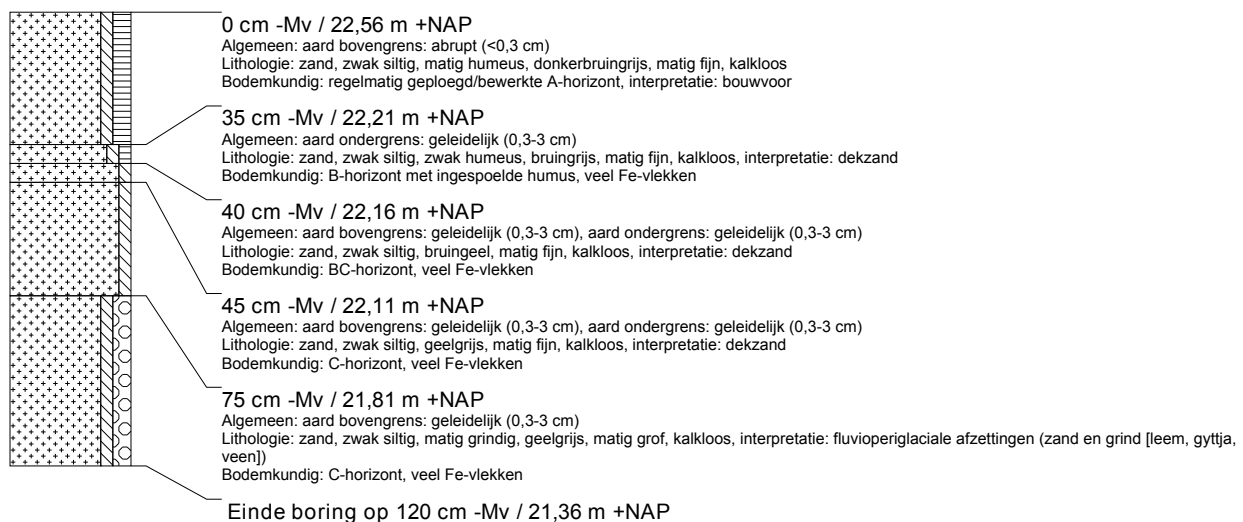 0 cm -Mv / 22,56 m +NAP
Algemeen: aard bovengrens: abrupt (<0,3 cm)
Lithologie: zand, zwak siltig, matig humeus, donkerbruingrijs, matig fijn, kalkloos
Bodemkundig: regelmatig geploegd/bewerkte A-horizont, interpretatie: bouwvoor
35 cm -Mv / 22,21 m +NAP
Algemeen: aard ondergrens: geleidelijk (0,3-3 cm)
Lithologie: zand, zwak siltig, zwak humeus, bruingrijs, matig fijn, kalkloos, interpretatie: dekzand
Bodemkundig: B-horizont met ingespoelde humus, veel Fe-vlekken
40 cm -Mv / 22,16 m +NAP
Algemeen: aard bovengrens: geleidelijk (0,3-3 cm), aard ondergrens: geleidelijk (0,3-3 cm)
Lithologie: zand, zwak siltig, bruingeel, matig fijn, kalkloos, interpretatie: dekzand
Bodemkundig: BC-horizont, veel Fe-vlekken
45 cm -Mv / 22,11 m +NAP
Algemeen: aard bovengrens: geleidelijk (0,3-3 cm), aard ondergrens: geleidelijk (0,3-3 cm)
Lithologie: zand, zwak siltig, geelgrijs, matig fijn, kalkloos, interpretatie: dekzand
Bodemkundig: C-horizont, veel Fe-vlekken
75 cm -Mv / 21,81 m +NAP
Algemeen: aard bovengrens: geleidelijk (0,3-3 cm)
Lithologie: zand, zwak siltig, matig grindig, geelgrijs, matig grof, kalkloos, interpretatie: fluvioperiglaciale afzettingen (zand en grind [leem, gyttja,
veen])
Bodemkundig: C-horizont, veel Fe-vlekken
Einde boring op 120 cm -Mv / 21,36 m +NAP